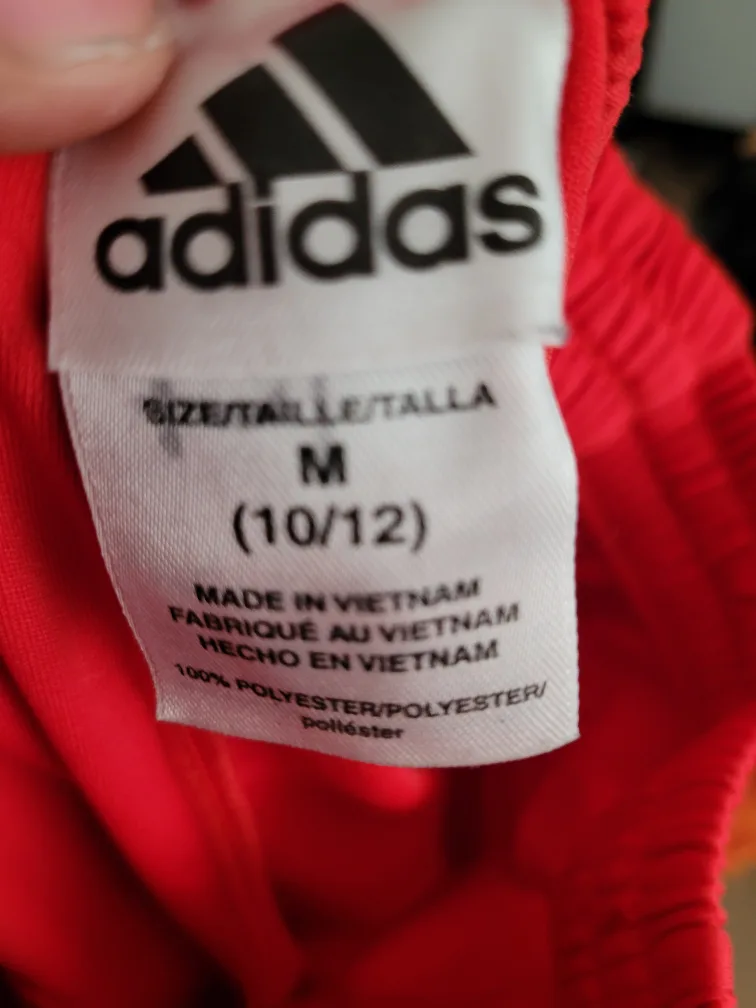 adidas
SIZE/TAILLE/TALLA
M
(10/12)
MADE IN VIETNAM
FABRIQUÉ AU VIETNAM
HECHO EN VIETNAM
100% POLYESTER/POLYESTER/
poliéster